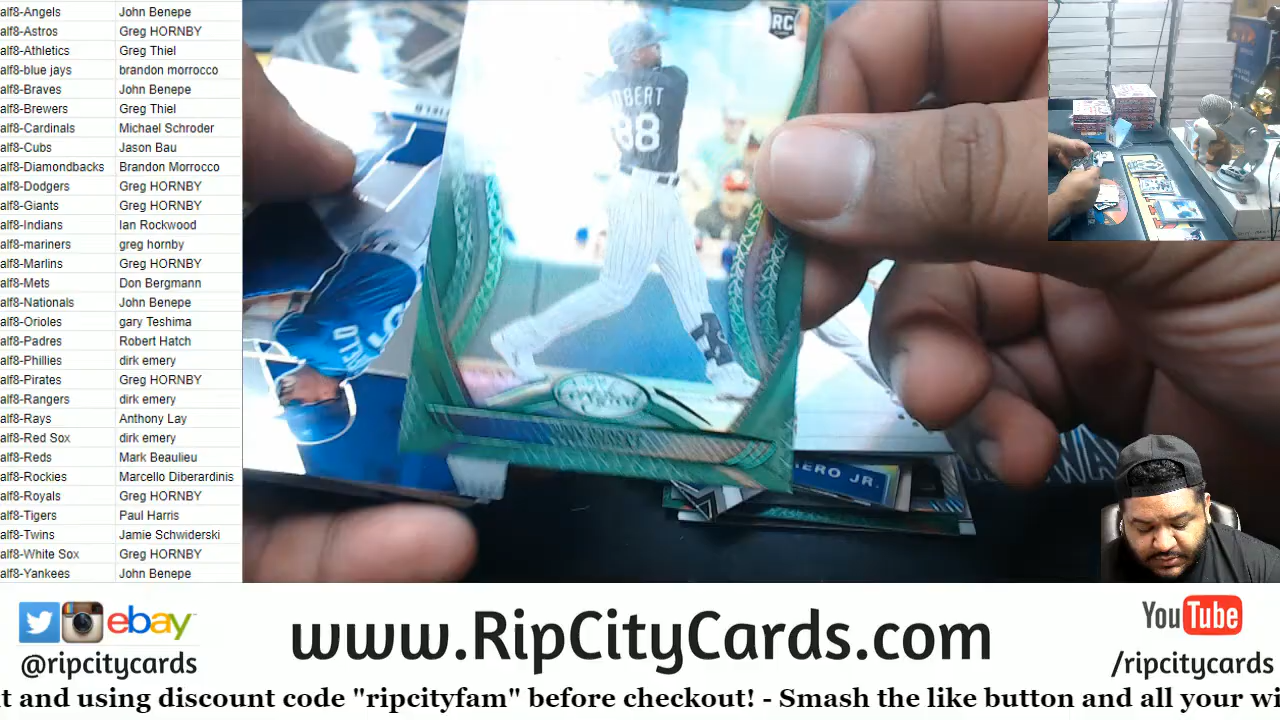 alf8-Angels John Benepe
alf8-Astros Greg HORNBY
alf8-Athletics Greg Thiel
alf8-blue jays brandon morrocco
alf8-Braves John Benepe
alf8-Brewers Greg Thiel
alf8-Cardinals Michael Schroder
alf8-Cubs Jason Bau
alf8-Diamondbacks Brandon Morrocco
alf8-Dodgers Greg HORNBY
alf8-Giants Greg HORNBY
alf8-Indians Ian Rockwood
alf8-mariners greg hornby
alf8-Marlins Greg HORNBY
alf8-Mets Don Bergmann
alf8-Nationals John Benepe
alf8-Orioles gary Teshima
alf8-Padres Robert Hatch
alf8-Phillies dirk emery
alf8-Pirates Greg HORNBY
alf8-Rangers dirk emery
alf8-Rays Anthony Lay
alf8-Red Sox dirk emery
alf8-Reds Mark Beaulieu
alf8-Rockies Marcello Diberardinis
alf8-Royals Greg HORNBY
alf8-Tigers Paul Harris
alf8-Twins Jamie Schwiderski
alf8-White Sox Greg HORNBY
alf8-Yankees John Benepe
RC
OBERT
88
ERO JR.
ebay
@ripcitycards
www.RipCityCards.com
YouTube
/ripcitycards
t and using discount code "ripcityfam" before checkout! - Smash the like button and all your wi